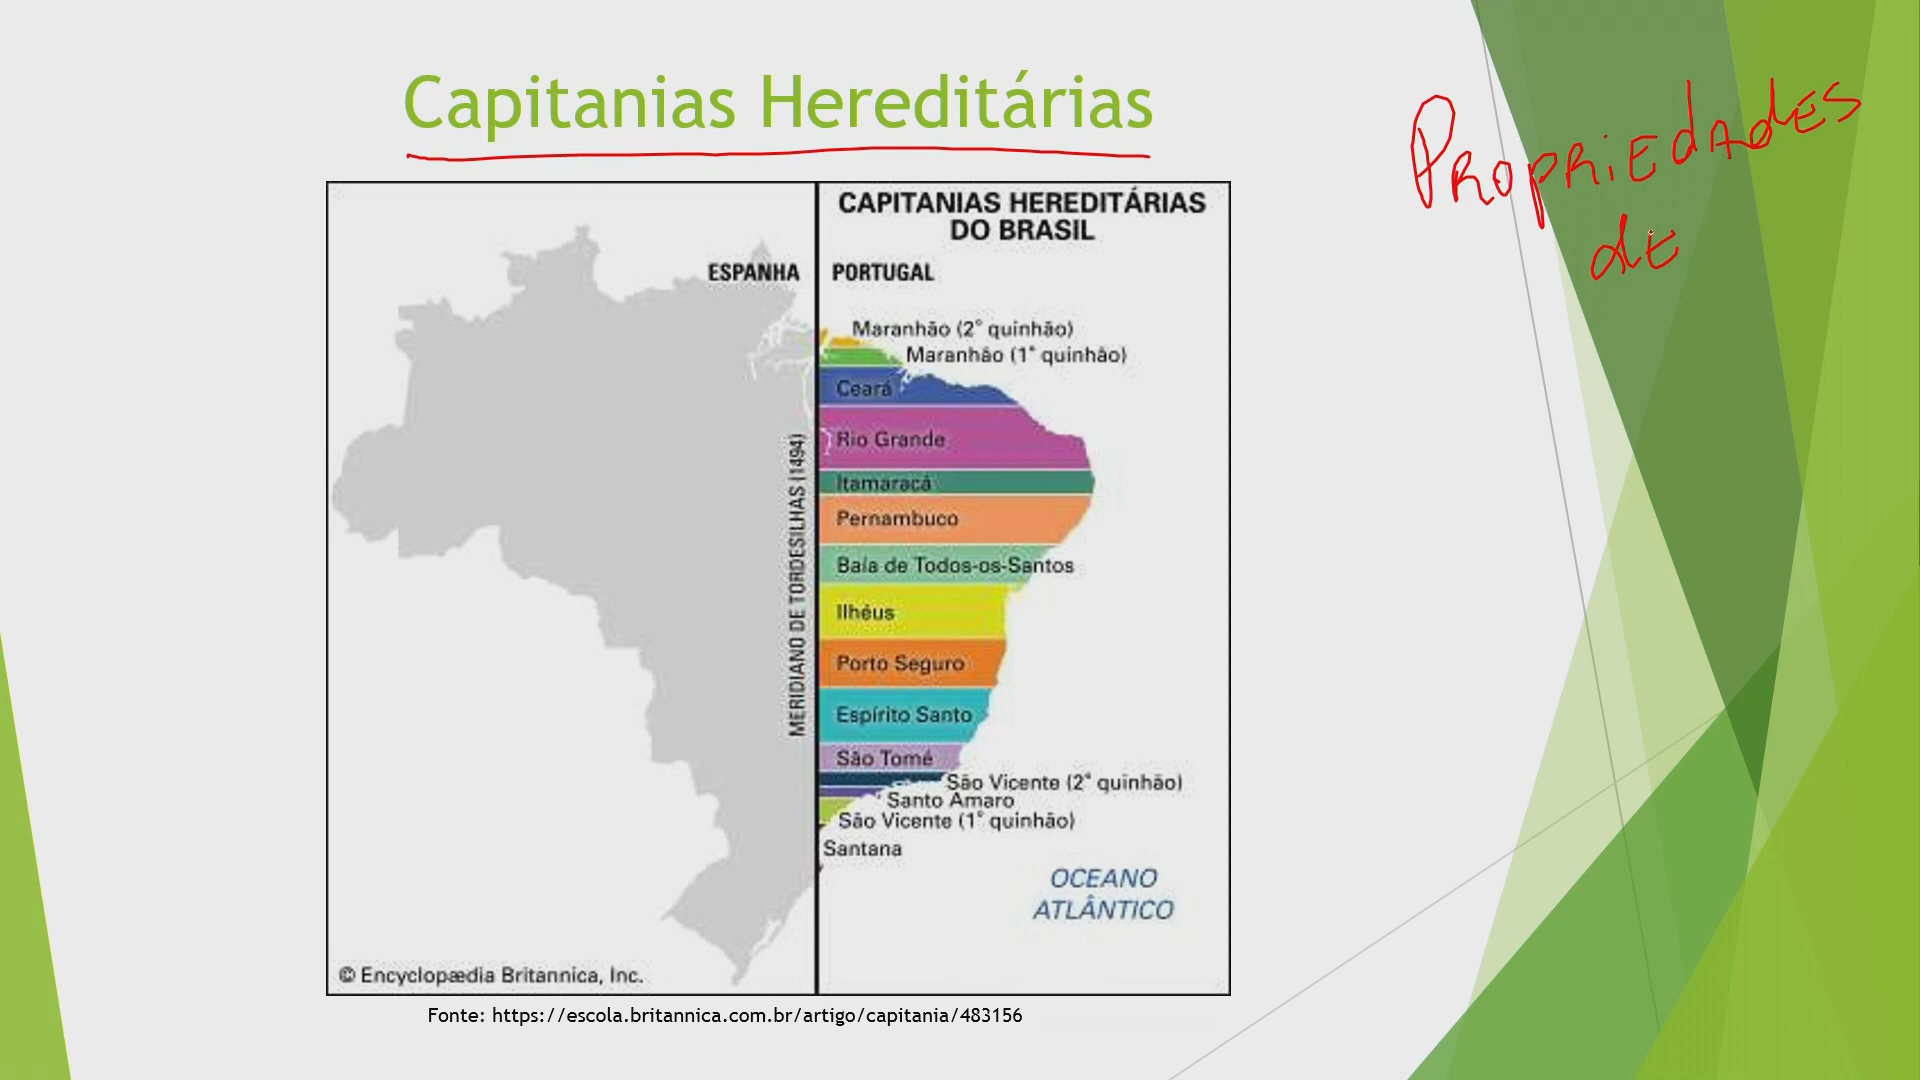 Capitanias Hereditárias
PROPRIEdAdES
dE
CAPITANIAS HEREDITÁRIAS
DO BRASIL
ESPANHA
PORTUGAL
MERIDIANO DE TORDESILHAS (1494)
Maranhão (2° quinhão)
Maranhão (1° quinhão)
Ceará
Rio Grande
Itamaracá
Pernambuco
Baía de Todos-os-Santos
Ilhéus
Porto Seguro
Espírito Santo
São Tomé
São Vicente (2° quinhão)
Santo Amaro
São Vicente (1° quinhão)
Santana
OCEANO
ATLÂNTICO
© Encyclopædia Britannica, Inc.
Fonte: https://escola.britannica.com.br/artigo/capitania/483156